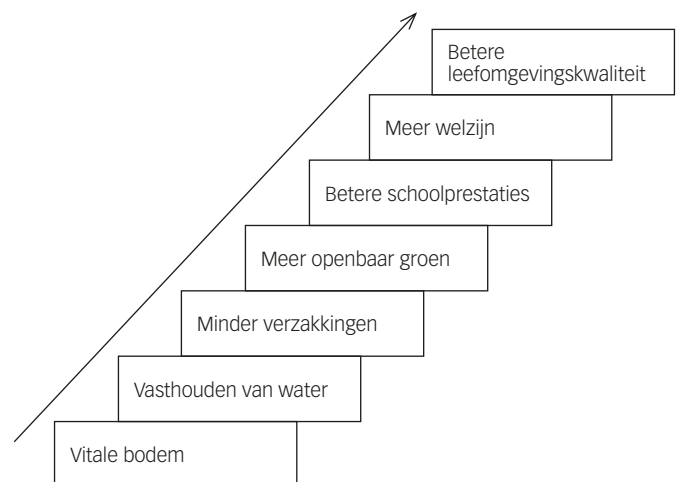 Betere
leefomgevingskwaliteit
Meer welzijn
Betere schoolprestaties
Meer openbaar groen
Minder verzakkingen
Vasthouden van water
Vitale bodem